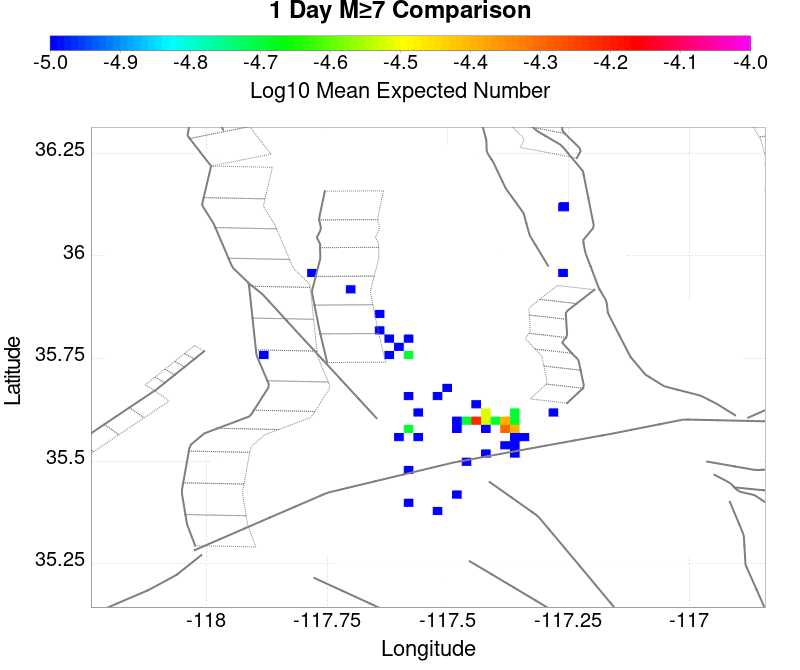 1 Day M≥7 Comparison
-5.0 -4.9 -4.8 -4.7 -4.6 -4.5 -4.4 -4.3 -4.2 -4.1 -4.0
Log10 Mean Expected Number
36.25
36
35.75
35.5
35.25
Latitude
-118 -117.75 -117.5 -117.25 -117
Longitude